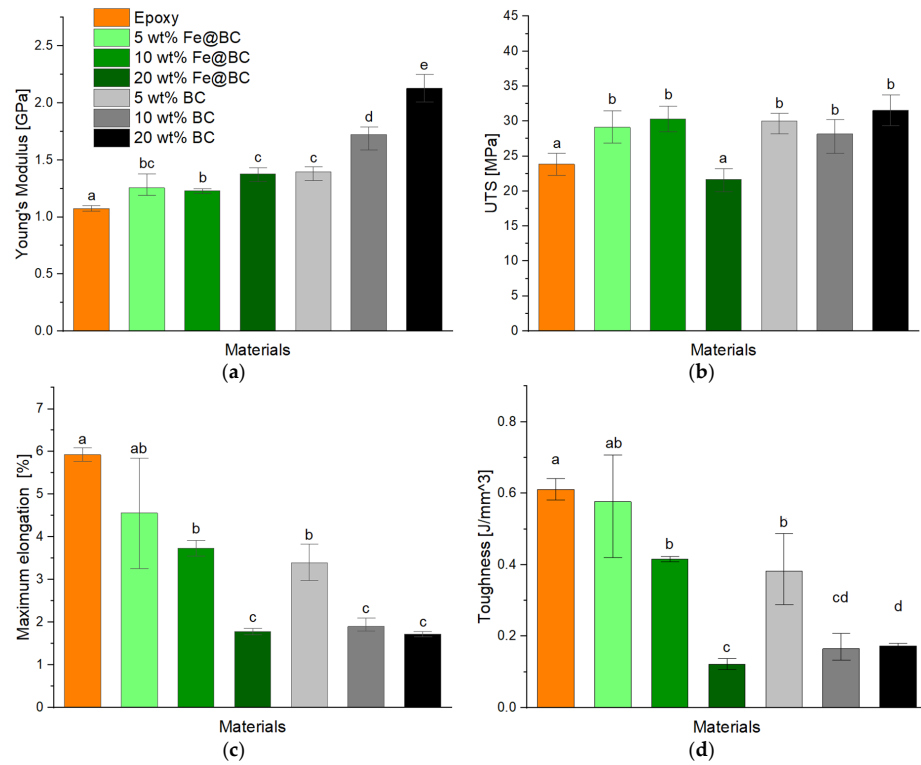 Epoxy
5 wt% Fe@BC
10 wt% Fe@BC
20 wt% Fe@BC
5 wt% BC
10 wt% BC
20 wt% BC
Young's Modulus [GPa]
2.5
2.0
1.5
1.0
0.5
0.0
a
bc
b
c
c
d
e
Materials
(a)
UTS [MPa]
45
40
35
30
25
20
15
10
5
0
a
b
b
a
b
b
b
Materials
(b)
Maximum elongation [%]
7
6
5
4
3
2
1
0
a
ab
b
c
b
c
c
Materials
(c)
Toughness [J/mm^3]
0.8
0.6
0.4
0.2
0.0
a
ab
b
c
b
cd
d
Materials
(d)